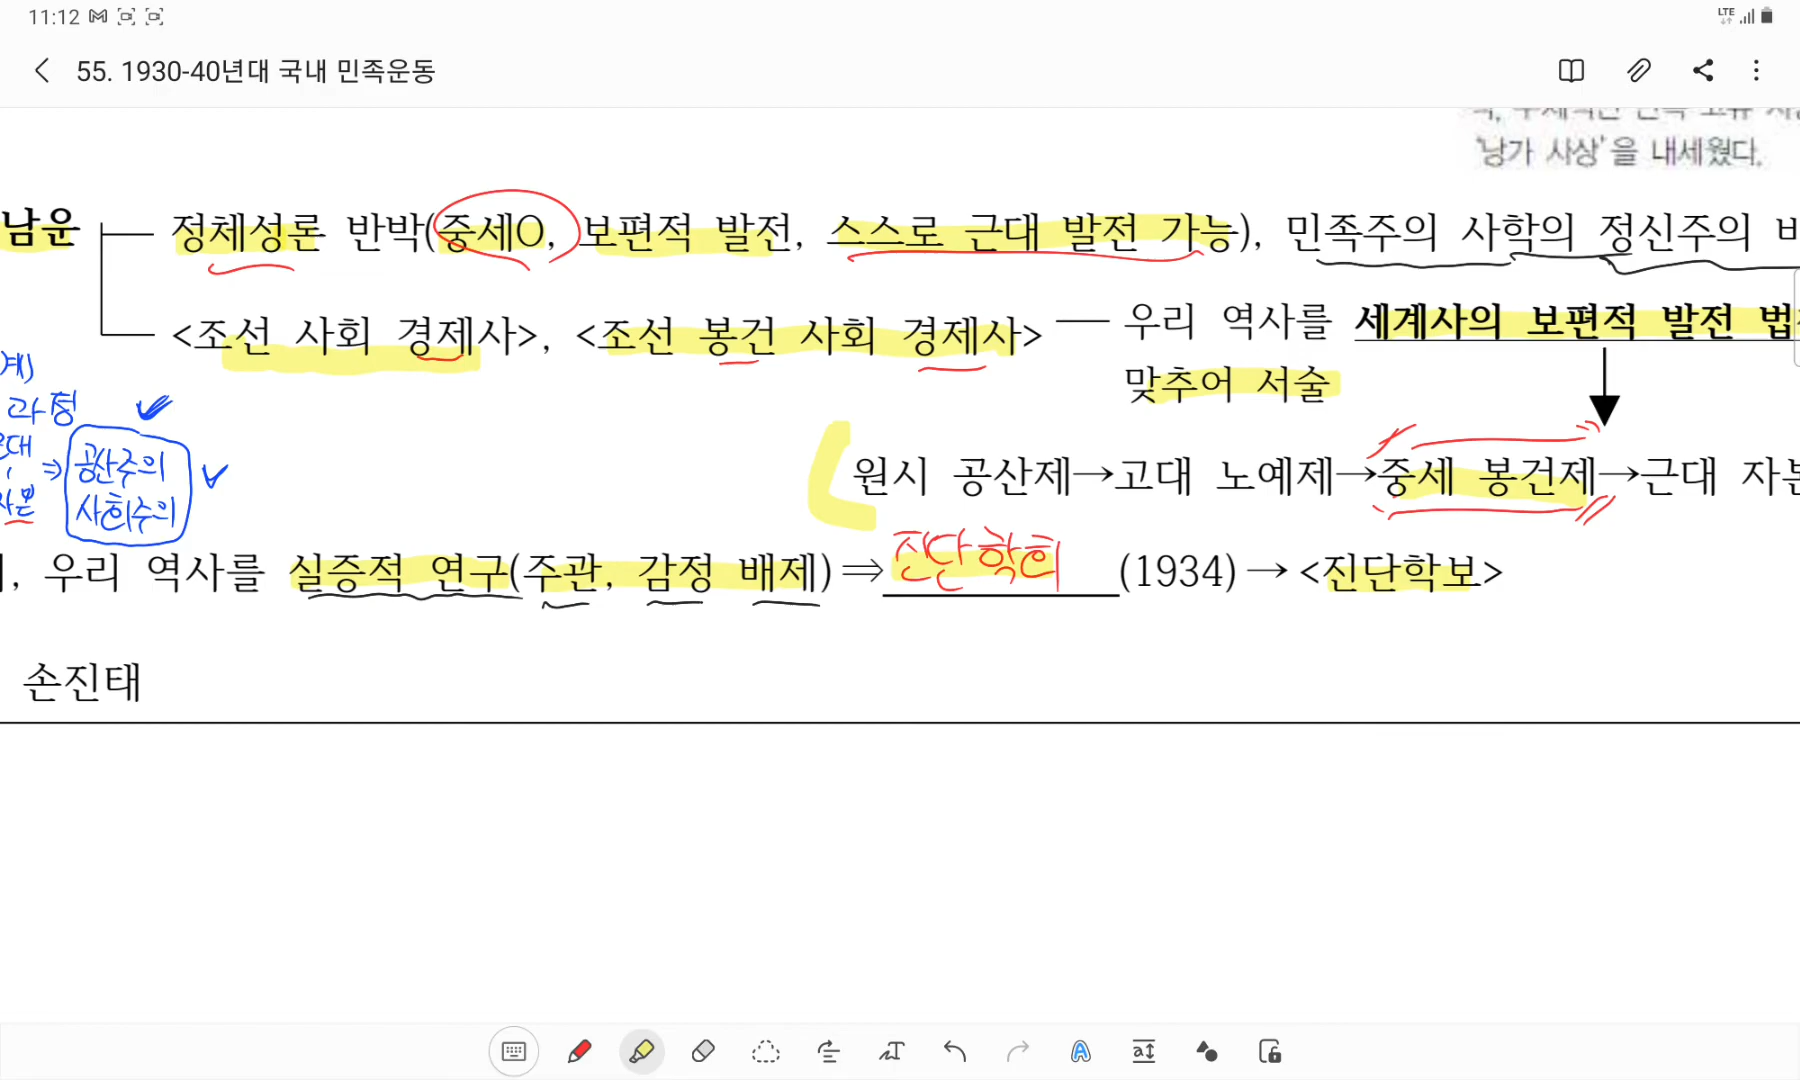 11:12
LTE
55. 1930-40년대 국내 민족운동
'낭가 사상'을 내세웠다.
남운
정체성론 반박(중세O, 보편적 발전, 스스로 근대 발전 가능), 민족주의 사학의 정신주의
<조선 사회 경제사>, <조선 봉건 사회 경제사> — 우리 역사를 세계사의 보편적 발전 법
맞추어 서술
계)
과정
공산주의
사회주의
자본
원시 공산제→고대 노예제→중세 봉건제→근대 자본
, 우리 역사를 실증적 연구(주관, 감정 배제)⇒진단학회(1934)→<진단학보>
손진태